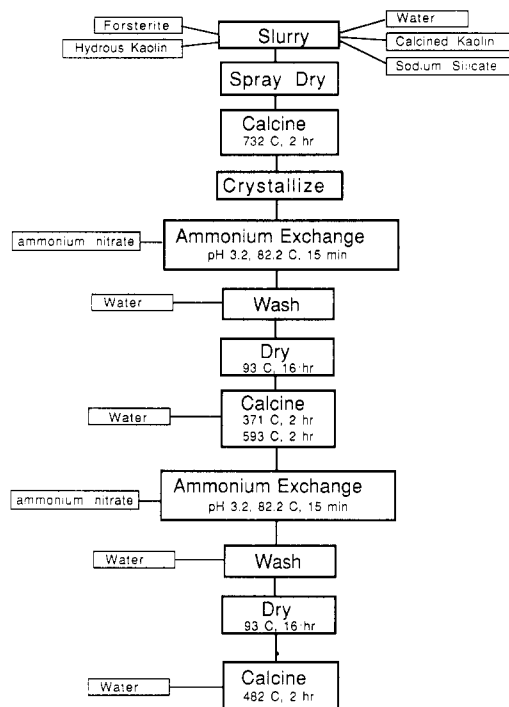 Forsterite
Hydrous Kaolin
Slurry
Water
Calcined Kaolin
Sodium Silicate
Spray Dry
Calcine
732 C, 2 hr
Crystallize
ammonium nitrate
Ammonium Exchange
pH 3.2, 82.2 C, 15 min
Water
Wash
Dry
93 C, 16 hr
Water
Calcine
371 C, 2 hr
593 C, 2 hr
ammonium nitrate
Ammonium Exchange
pH 3.2, 82.2 C, 15 min
Water
Wash
Dry
93 C, 16 hr
Water
Calcine
482 C, 2 hr